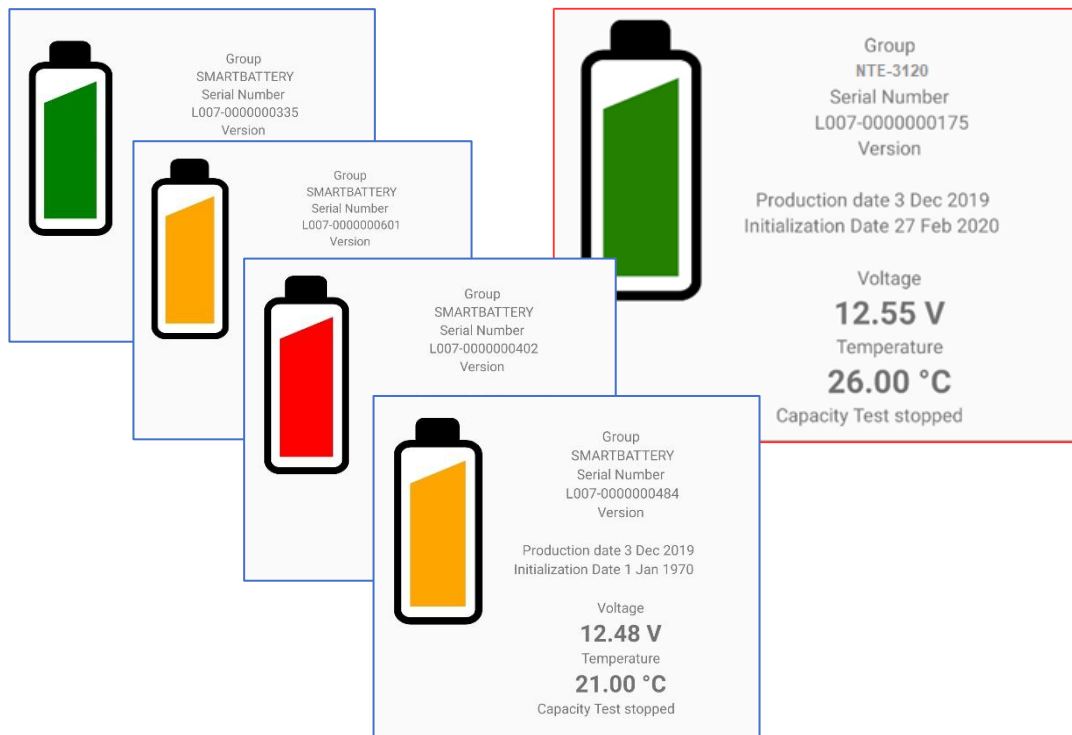 Group
SMARTBATTERY
Serial Number
L007-0000000335
Version
Group
SMARTBATTERY
Serial Number
L007-0000000601
Version
Group
SMARTBATTERY
Serial Number
L007-0000000402
Version
Group
SMARTBATTERY
Serial Number
L007-0000000484
Version
Production date 3 Dec 2019
Initialization Date 1 Jan 1970
Voltage
12.48 V
Temperature
21.00 °C
Capacity Test stopped
Group
NTE-3120
Serial Number
L007-0000000175
Version
Production date 3 Dec 2019
Initialization Date 27 Feb 2020
Voltage
12.55 V
Temperature
26.00 °C
Capacity Test stopped